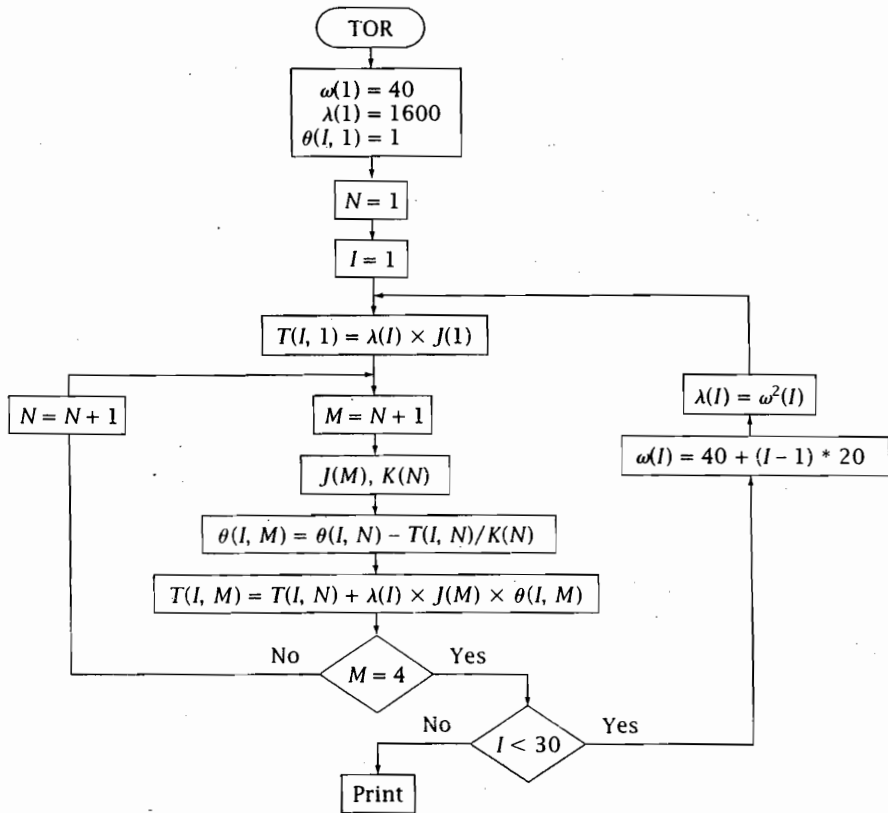 TOR
ω(1) = 40
λ(1) = 1600
θ(I, 1) = 1
N = 1
I = 1
T(I, 1) = λ(I) × J(1)
N = N + 1
M = N + 1
λ(I) = ω²(I)
J(M), K(N)
ω(I) = 40 + (I − 1) * 20
θ(I, M) = θ(I, N) − T(I, N)/K(N)
T(I, M) = T(I, N) + λ(I) × J(M) × θ(I, M)
No
M = 4
Yes
No
I < 30
Yes
Print